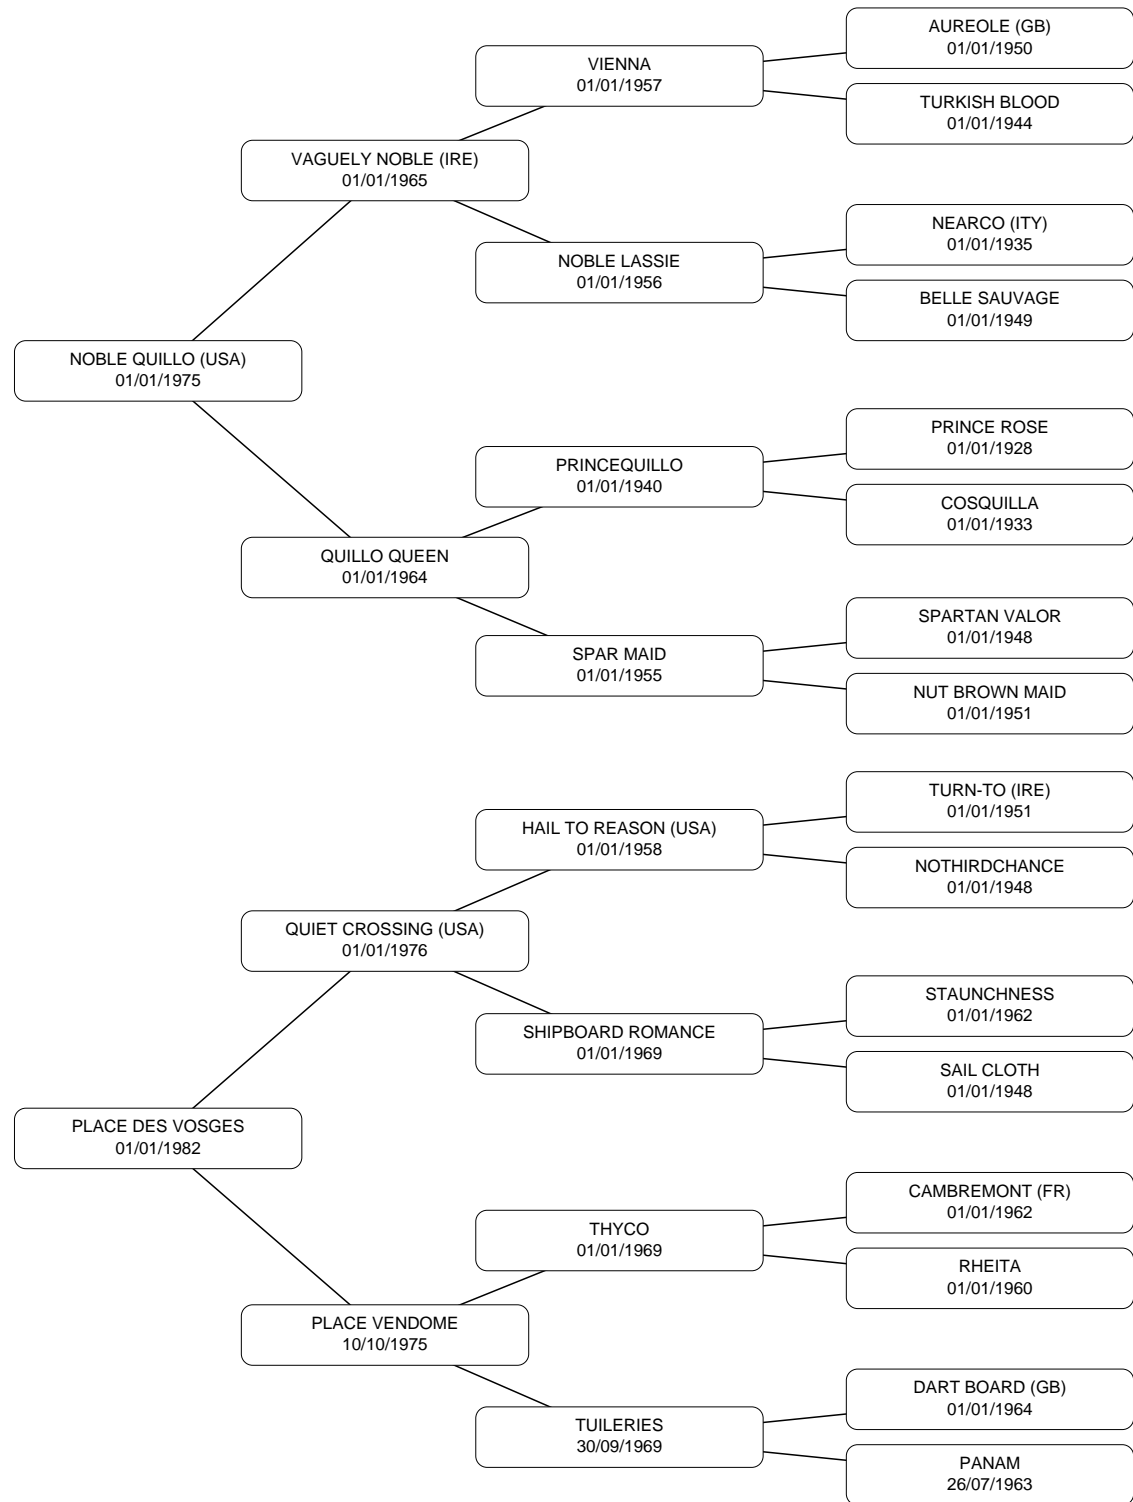 AUREOLE (GB)
01/01/1950
VIENNA
01/01/1957
TURKISH BLOOD
01/01/1944
VAGUELY NOBLE (IRE)
01/01/1965
NEARCO (ITY)
01/01/1935
NOBLE LASSIE
01/01/1956
BELLE SAUVAGE
01/01/1949
NOBLE QUILLO (USA)
01/01/1975
PRINCE ROSE
01/01/1928
PRINCEQUILLO
01/01/1940
COSQUILLA
01/01/1933
QUILLO QUEEN
01/01/1964
SPARTAN VALOR
01/01/1948
SPAR MAID
01/01/1955
NUT BROWN MAID
01/01/1951
TURN-TO (IRE)
01/01/1951
HAIL TO REASON (USA)
01/01/1958
NOTHIRDCHANCE
01/01/1948
QUIET CROSSING (USA)
01/01/1976
STAUNCHNESS
01/01/1962
SHIPBOARD ROMANCE
01/01/1969
SAIL CLOTH
01/01/1948
PLACE DES VOSGES
01/01/1982
CAMBREMONT (FR)
01/01/1962
THYCO
01/01/1969
RHEITA
01/01/1960
PLACE VENDOME
10/10/1975
DART BOARD (GB)
01/01/1964
TUILERIES
30/09/1969
PANAM
26/07/1963